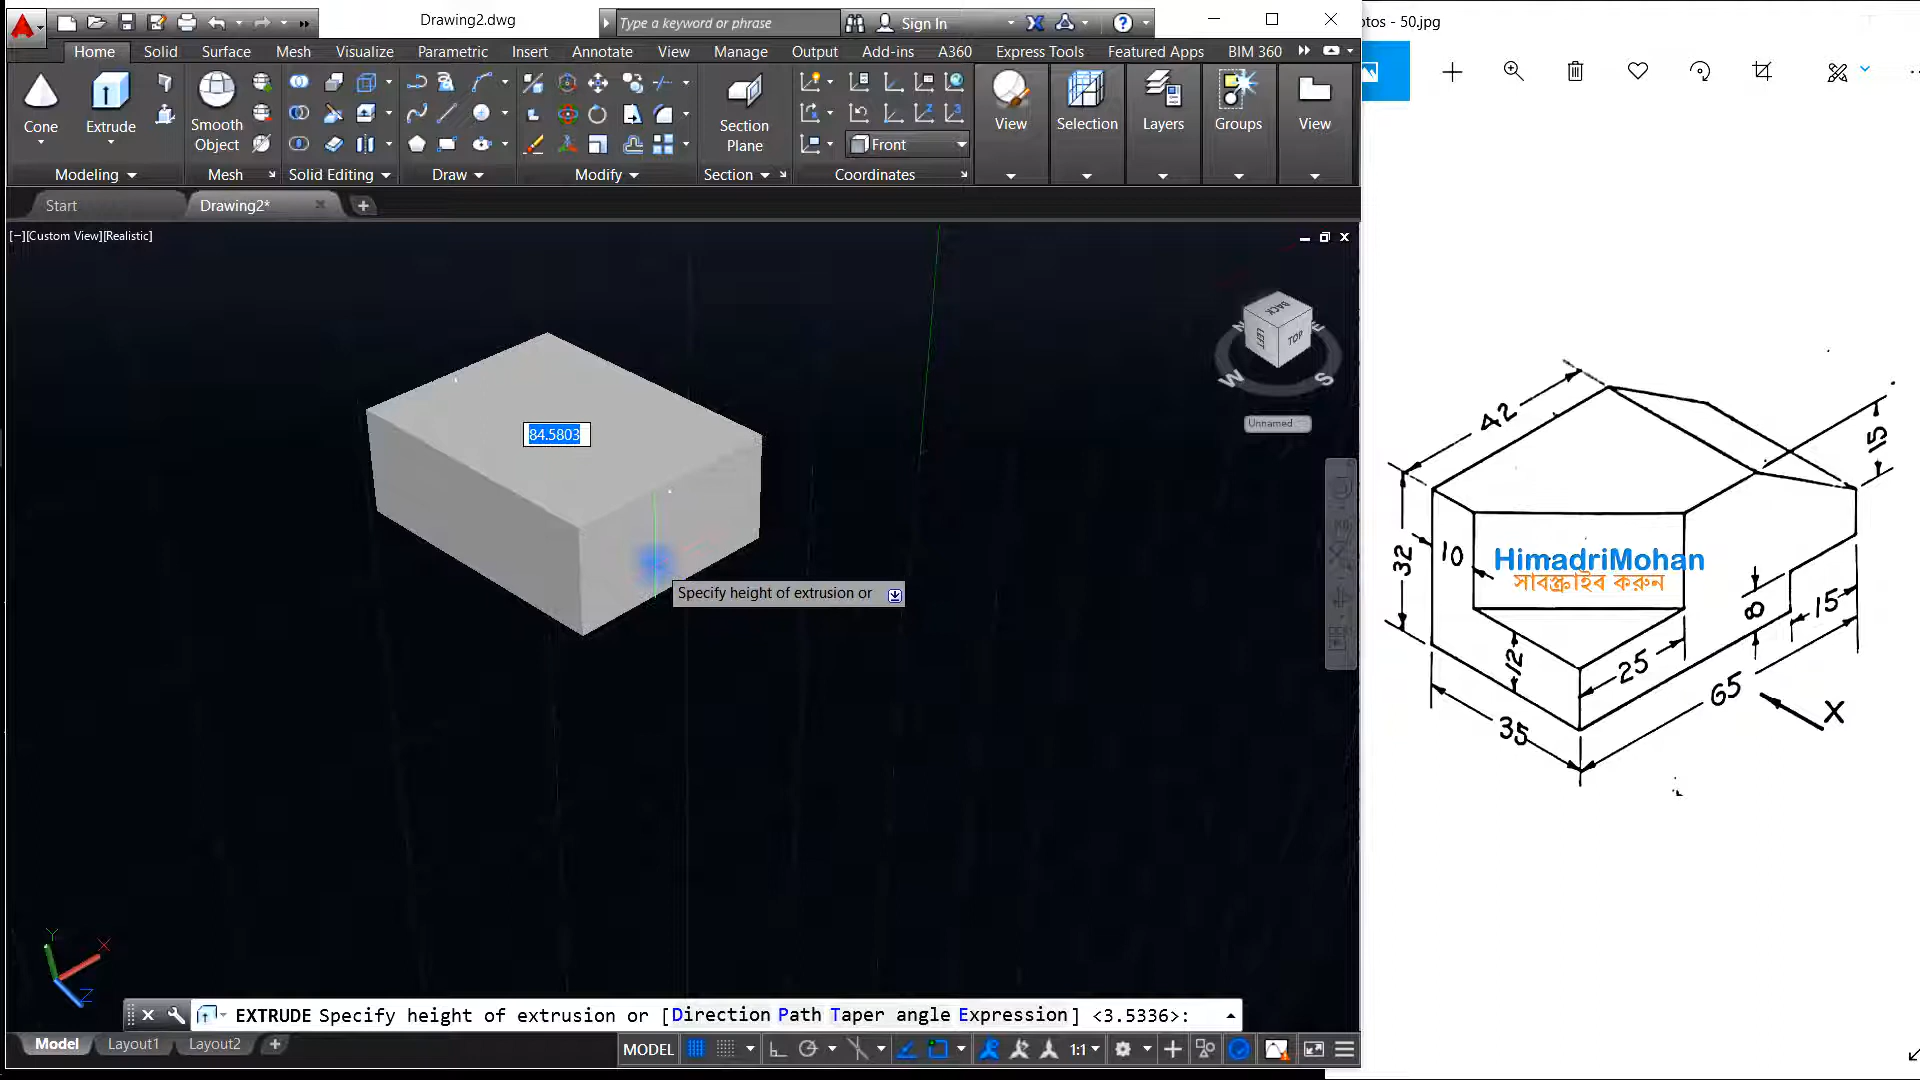 Drawing2.dwg
Type a keyword or phrase
Sign In
Home Solid Surface Mesh Visualize Parametric Insert Annotate View Manage Output Add-ins A360 Express Tools Featured Apps BIM 360
Cone
Extrude
Smooth
Object
Section
Plane
Front
View
Selection
Layers
Groups
View
Modeling
Mesh
Solid Editing
Draw
Modify
Section
Coordinates
Start
Drawing2*
[−][Custom View][Realistic]
BACK
LEFT
TOP
W
S
Unnamed
84.5803
Specify height of extrusion or
Y
X
Z
EXTRUDE Specify height of extrusion or [Direction Path Taper angle Expression] <3.5336>:
Model
Layout1
Layout2
MODEL
1:1
otos - 50.jpg
42
15
32
10
HimadriMohan
সাবস্ক্রাইব করুন
8
15
12
25
65
35
X